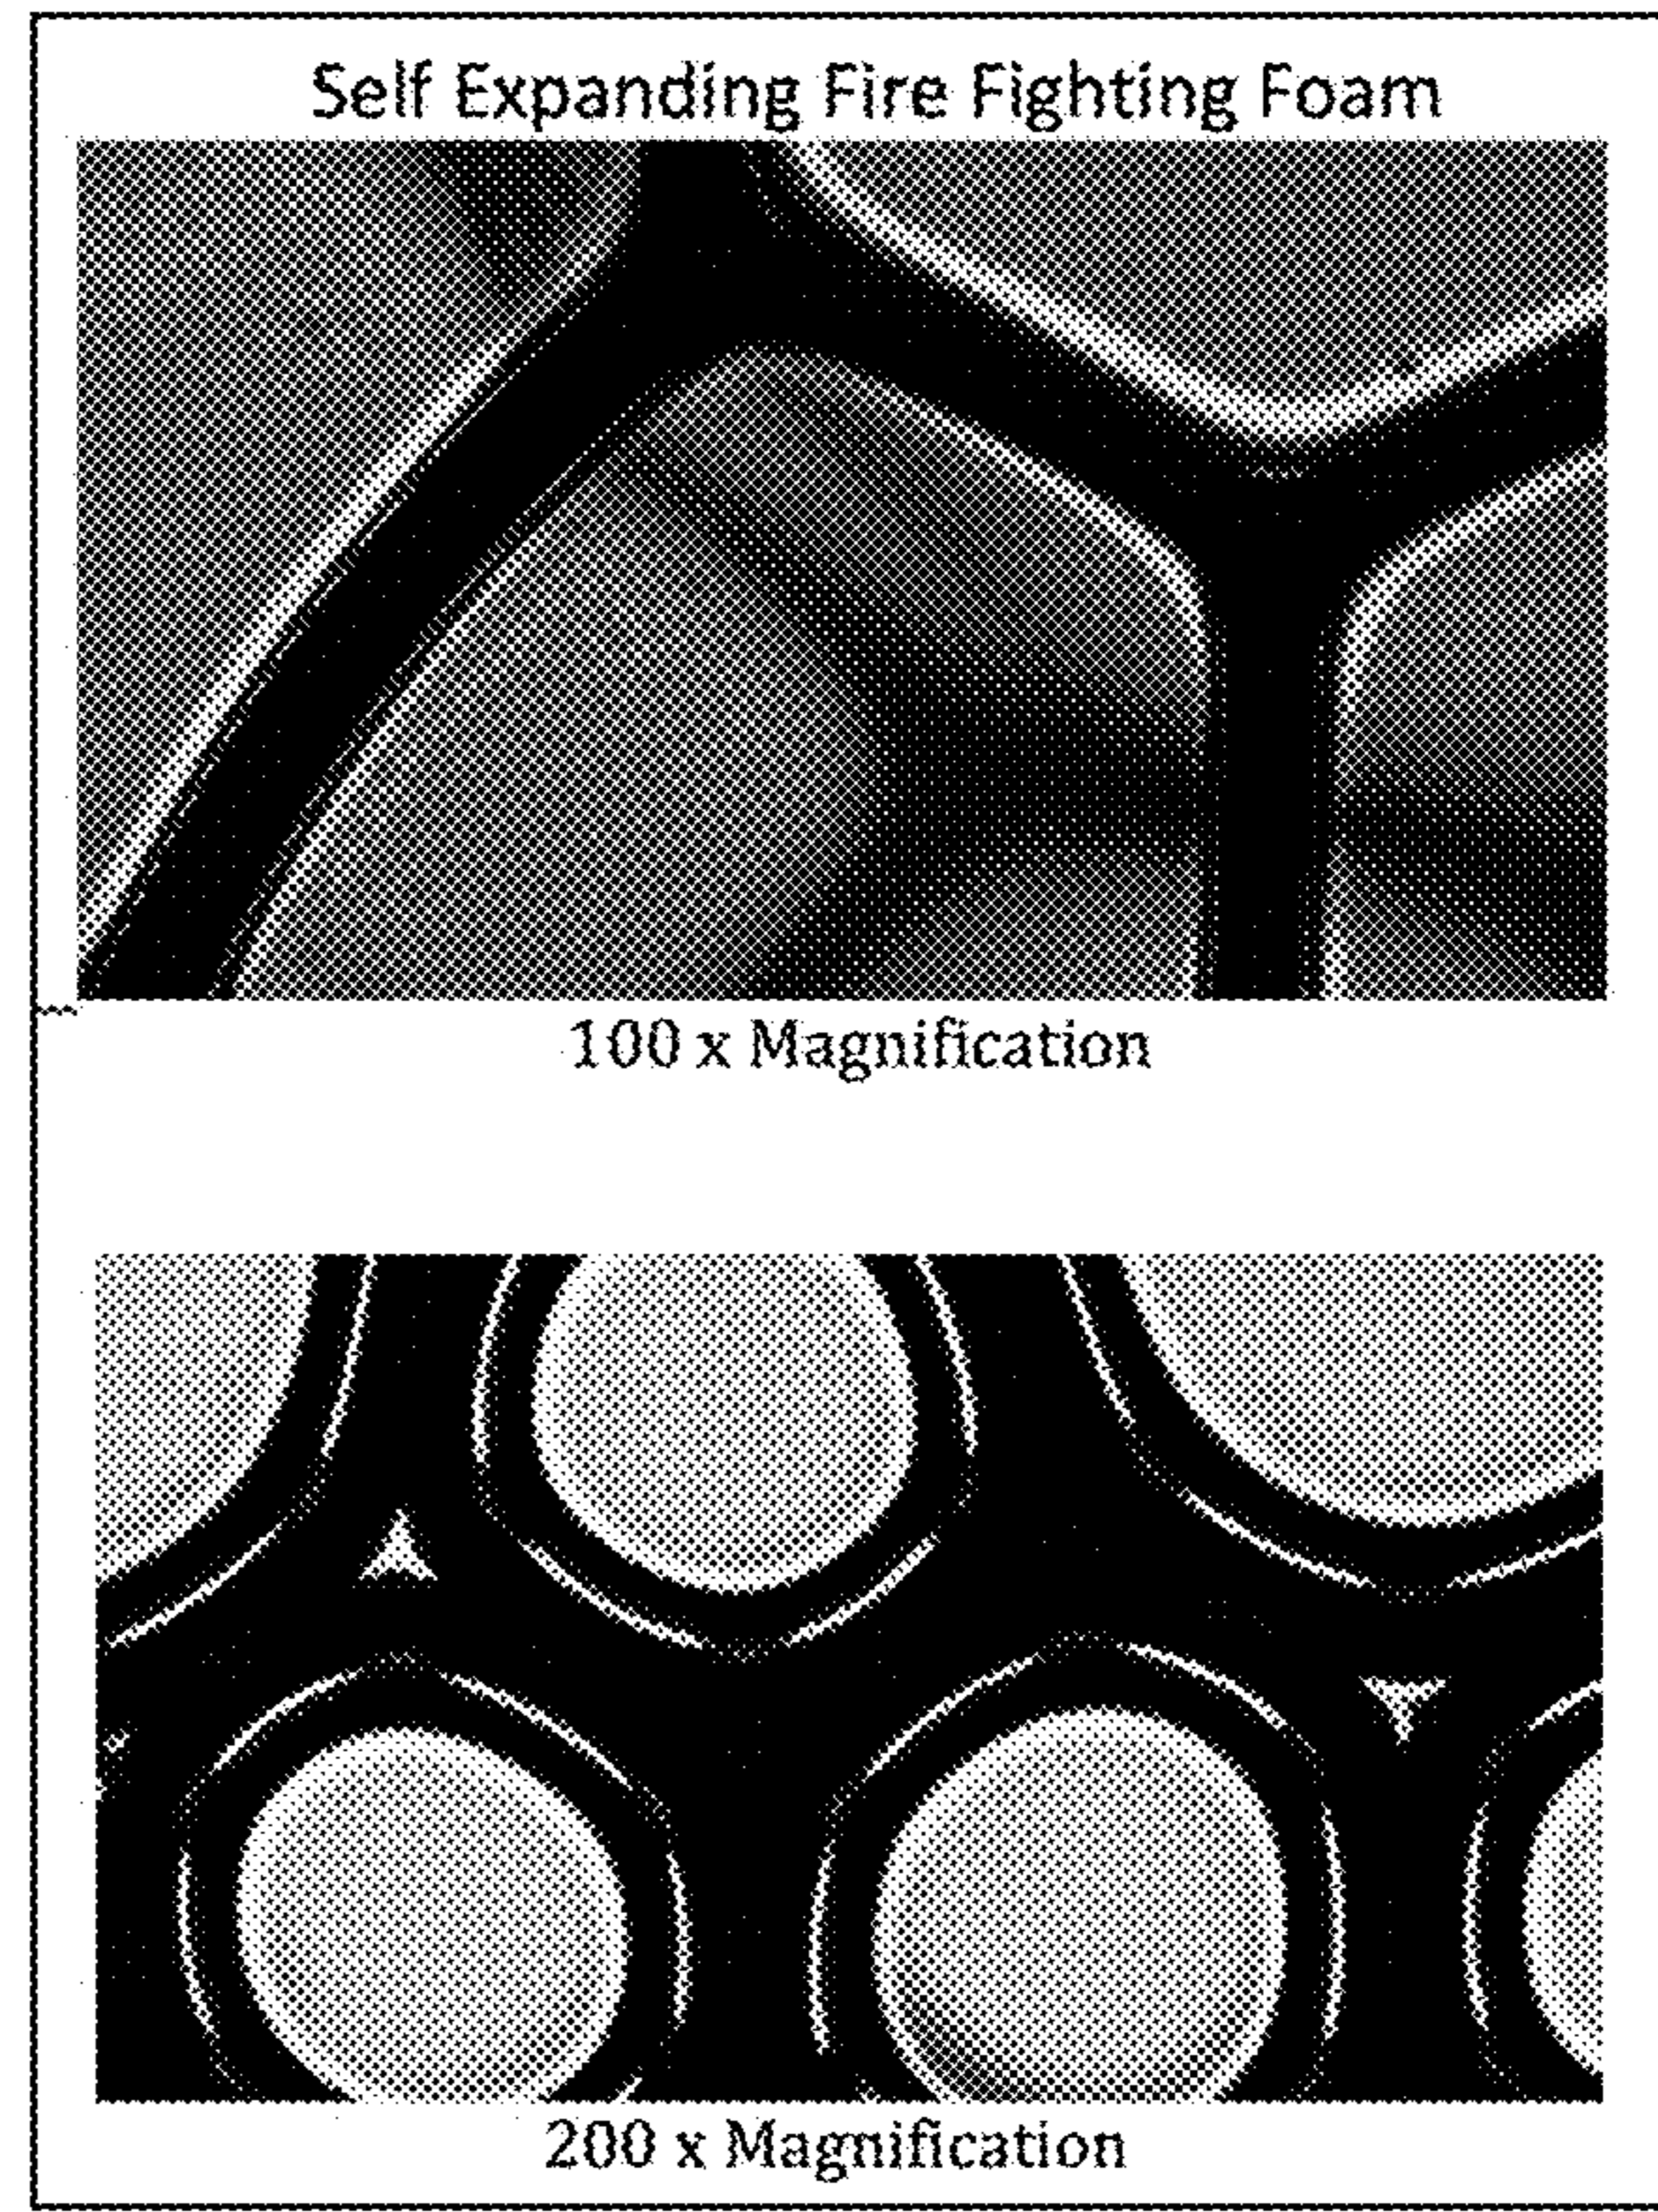 Self Expanding Fire Fighting Foam
100 x Magnification
200 x Magnification